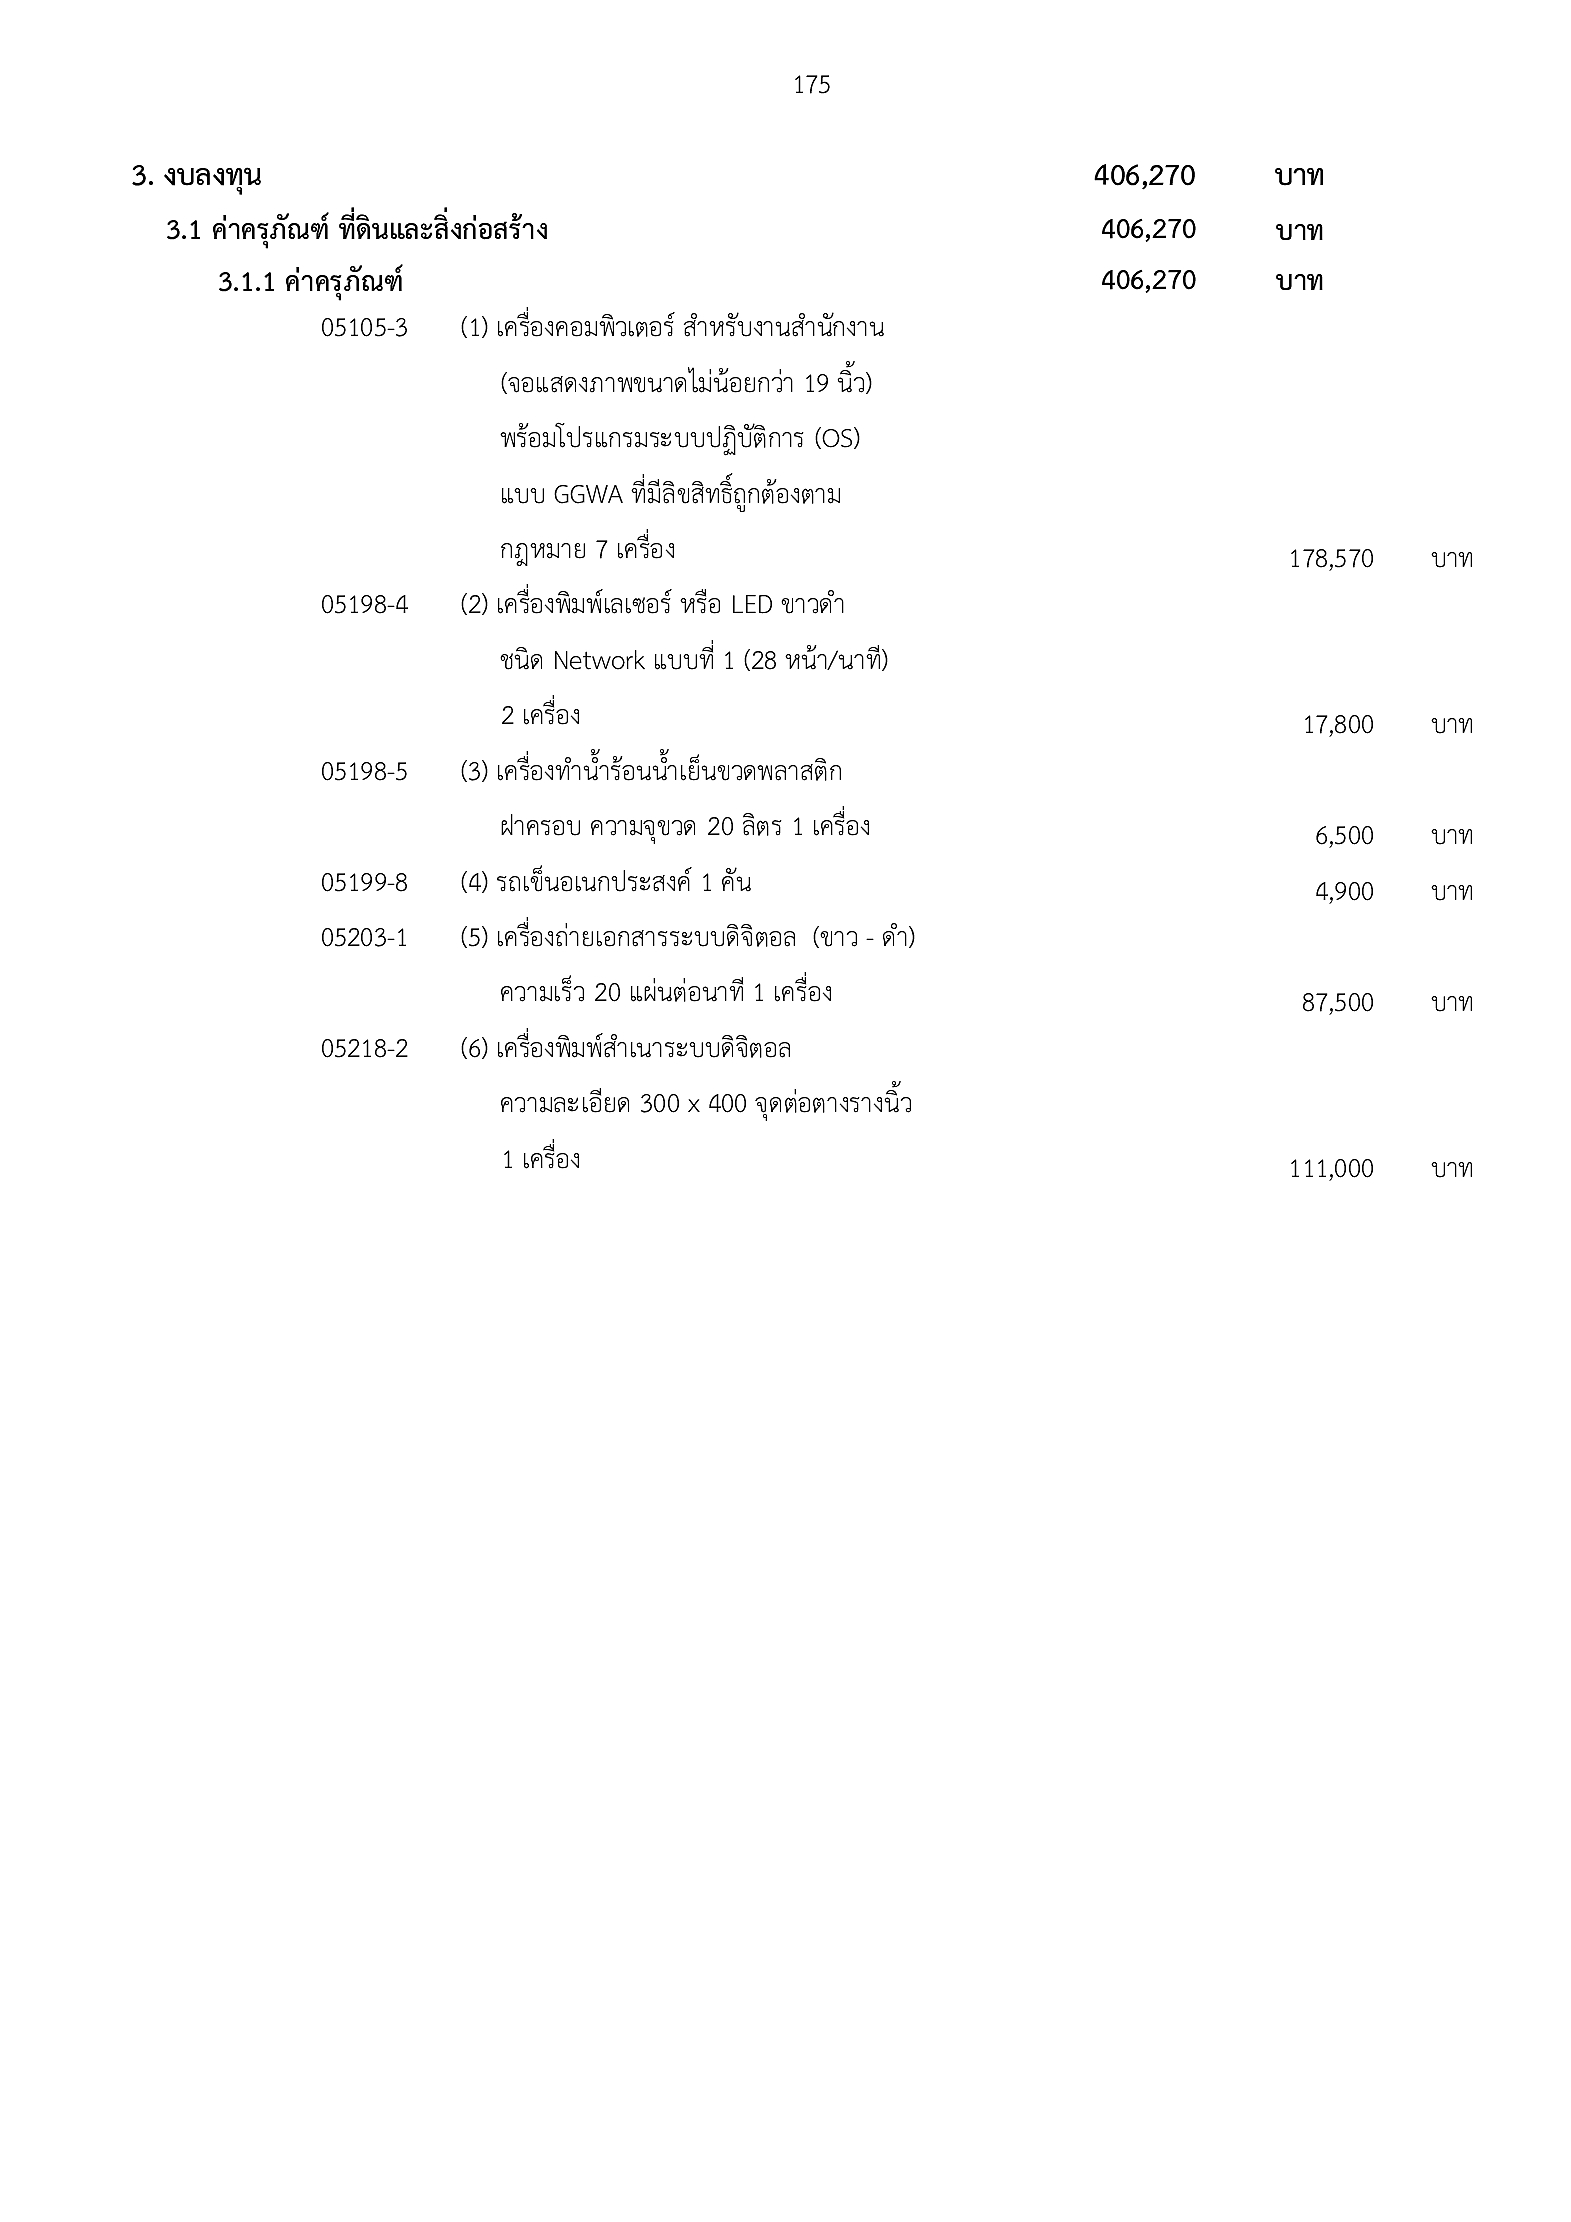 175
3. งบลงทุน 406,270 บาท
3.1 ค่าครุภัณฑ์ ที่ดินและสิ่งก่อสร้าง 406,270 บาท
3.1.1 ค่าครุภัณฑ์ 406,270 บาท
05105-3 (1) เครื่องคอมพิวเตอร์ สำหรับงานสำนักงาน
(จอแสดงภาพขนาดไม่น้อยกว่า 19 นิ้ว)
พร้อมโปรแกรมระบบปฏิบัติการ (OS)
แบบ GGWA ที่มีลิขสิทธิ์ถูกต้องตาม
กฎหมาย 7 เครื่อง 178,570 บาท
05198-4 (2) เครื่องพิมพ์เลเซอร์ หรือ LED ขาวดำ
ชนิด Network แบบที่ 1 (28 หน้า/นาที)
2 เครื่อง 17,800 บาท
05198-5 (3) เครื่องทำน้ำร้อนน้ำเย็นขวดพลาสติก
ฝาครอบ ความจุขวด 20 ลิตร 1 เครื่อง 6,500 บาท
05199-8 (4) รถเข็นอเนกประสงค์ 1 คัน 4,900 บาท
05203-1 (5) เครื่องถ่ายเอกสารระบบดิจิตอล (ขาว - ดำ)
ความเร็ว 20 แผ่นต่อนาที 1 เครื่อง 87,500 บาท
05218-2 (6) เครื่องพิมพ์สำเนาระบบดิจิตอล
ความละเอียด 300 x 400 จุดต่อตางรางนิ้ว
1 เครื่อง 111,000 บาท